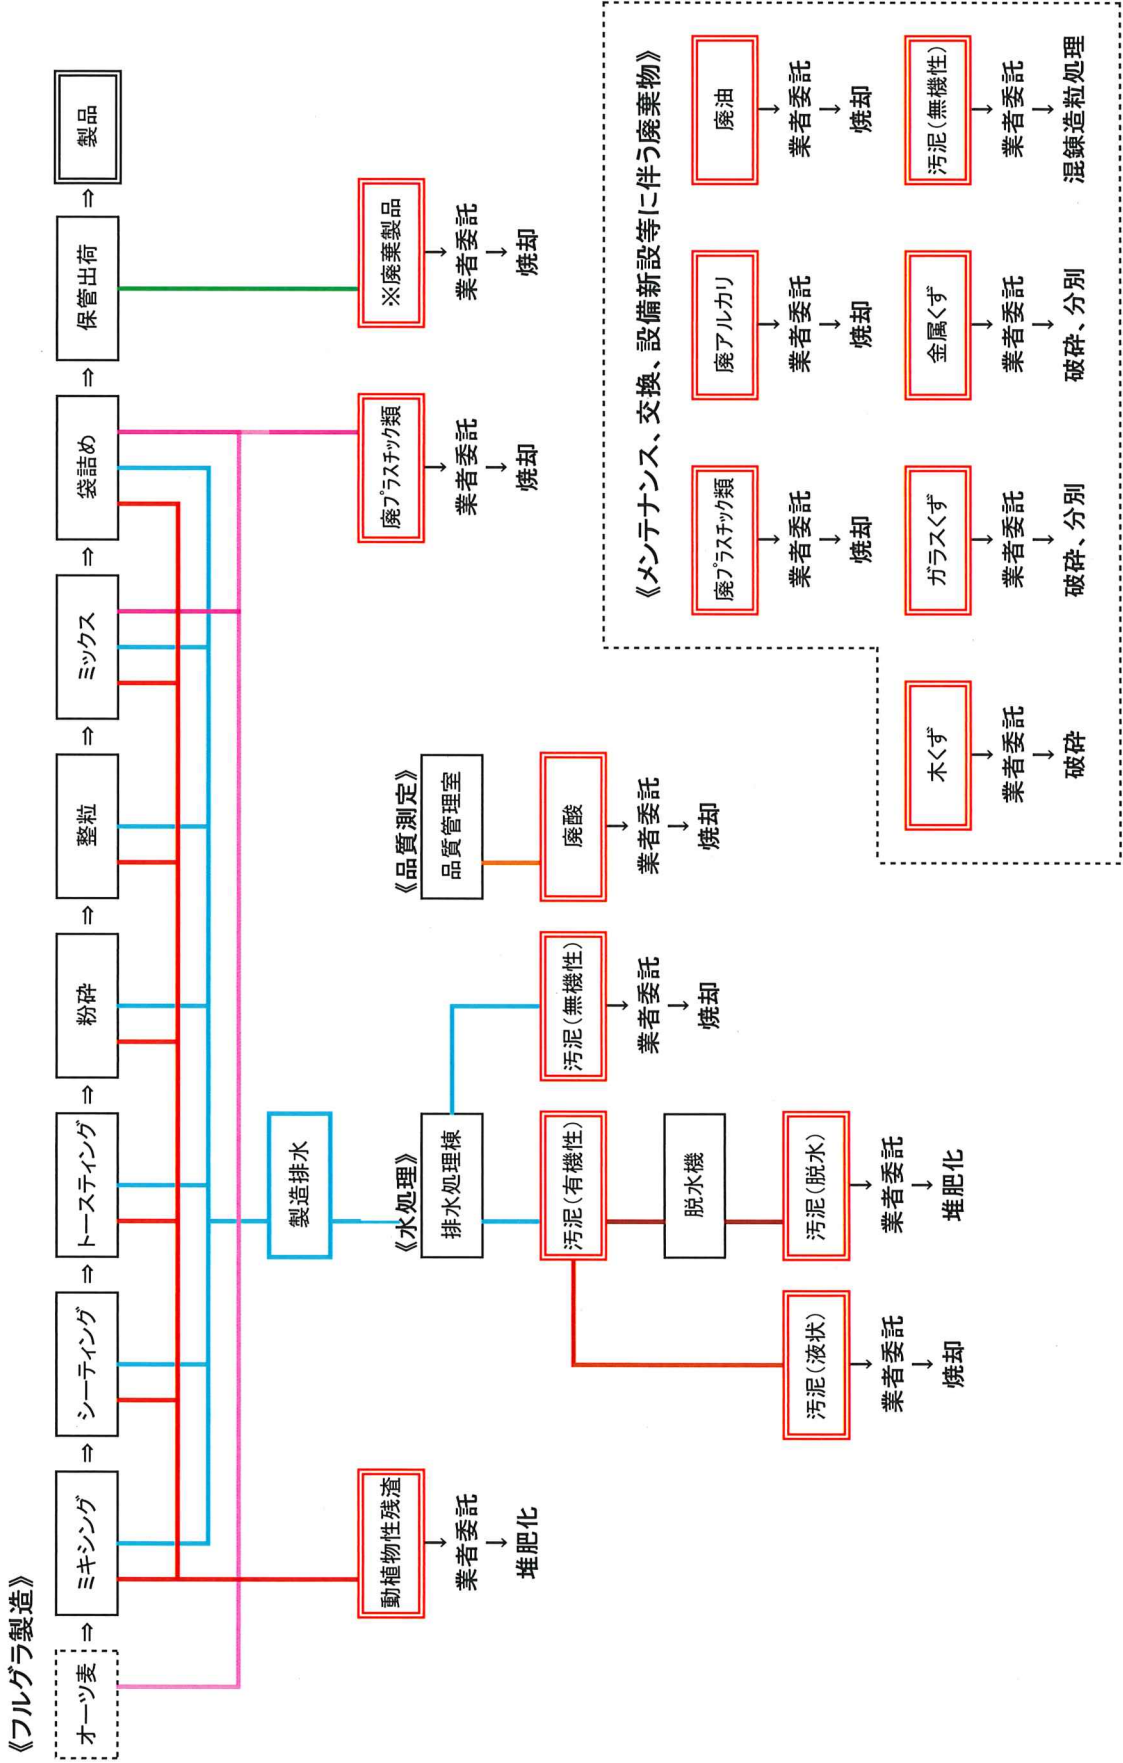 《フルグラ製造》
オーツ麦 ⇒ ミキシング ⇒ シーティング ⇒ トースティング ⇒ 粉砕 ⇒ 整粒 ⇒ ミックス ⇒ 袋詰め ⇒ 保管出荷 ⇒ 製品
製造排水
動植物性残渣
↓
業者委託
↓
堆肥化
廃プラスチック類
↓
業者委託
↓
焼却
※廃棄製品
↓
業者委託
↓
焼却
《水処理》
排水処理棟
汚泥(有機性)
汚泥(無機性)
↓
業者委託
↓
焼却
脱水機
汚泥(液状)
↓
業者委託
↓
焼却
汚泥(脱水)
↓
業者委託
↓
堆肥化
《品質測定》
品質管理室
廃酸
↓
業者委託
↓
焼却
《メンテナンス、交換、設備新設等に伴う廃棄物》
廃プラスチック類
↓
業者委託
↓
焼却
廃アルカリ
↓
業者委託
↓
焼却
廃油
↓
業者委託
↓
焼却
木くず
↓
業者委託
↓
破砕
ガラスくず
↓
業者委託
↓
破砕、分別
金属くず
↓
業者委託
↓
破砕、分別
汚泥(無機性)
↓
業者委託
↓
混錬造粒処理